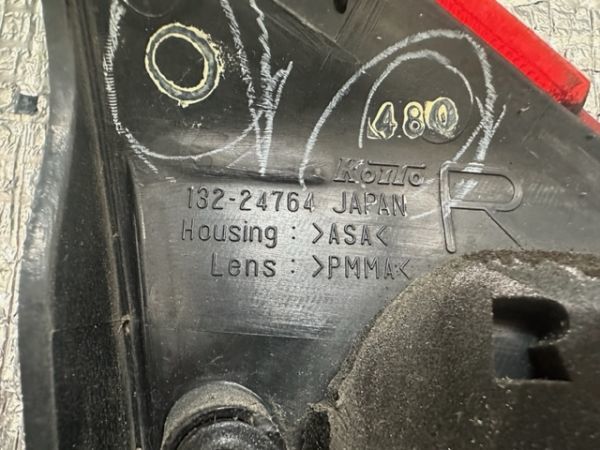 480
KOITO
132-24764 JAPAN R
Housing : >ASA<
Lens : >PMMA<